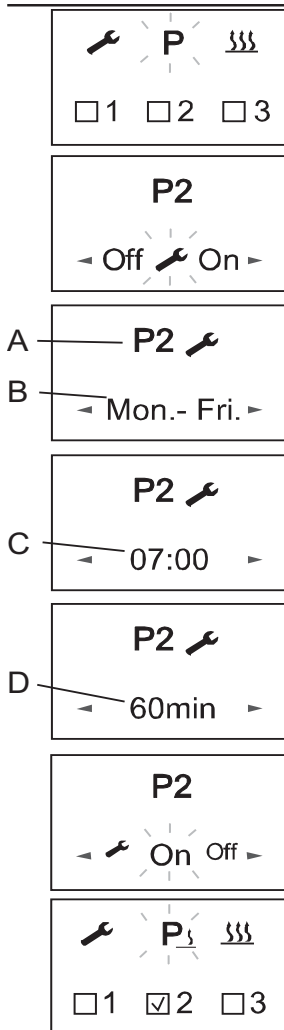 P
1 2 3
P2
Off On
A P2
B Mon.- Fri.
P2
C 07:00
P2
D 60min
P2
On Off
P
1 2 3